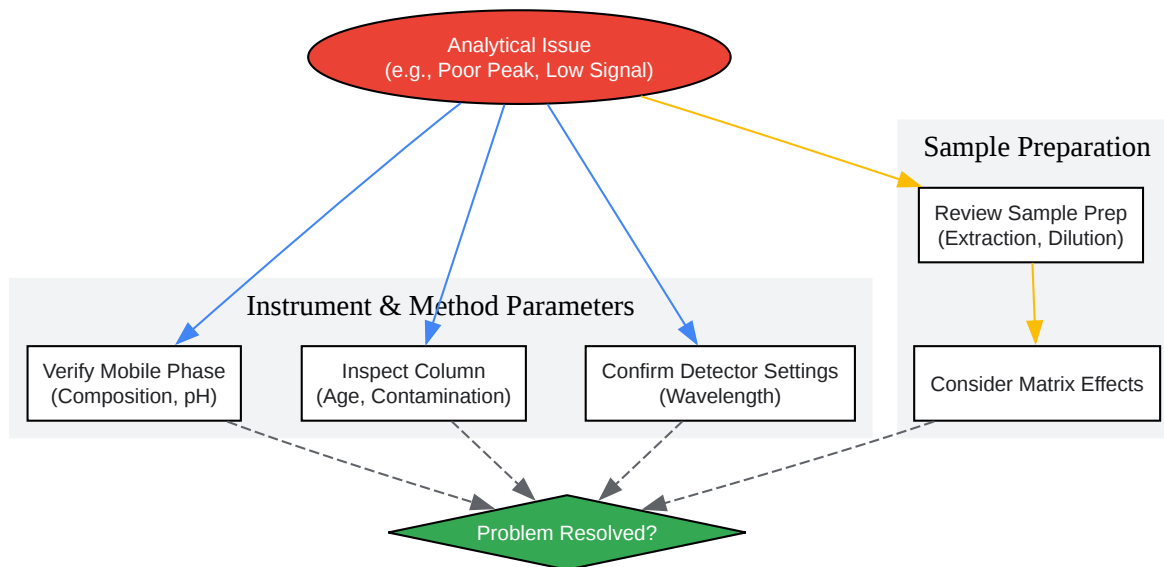 Analytical Issue
(e.g., Poor Peak, Low Signal)
Sample Preparation
Review Sample Prep
(Extraction, Dilution)
Instrument & Method Parameters
Verify Mobile Phase
(Composition, pH)
Inspect Column
(Age, Contamination)
Confirm Detector Settings
(Wavelength)
Consider Matrix Effects
Problem Resolved?